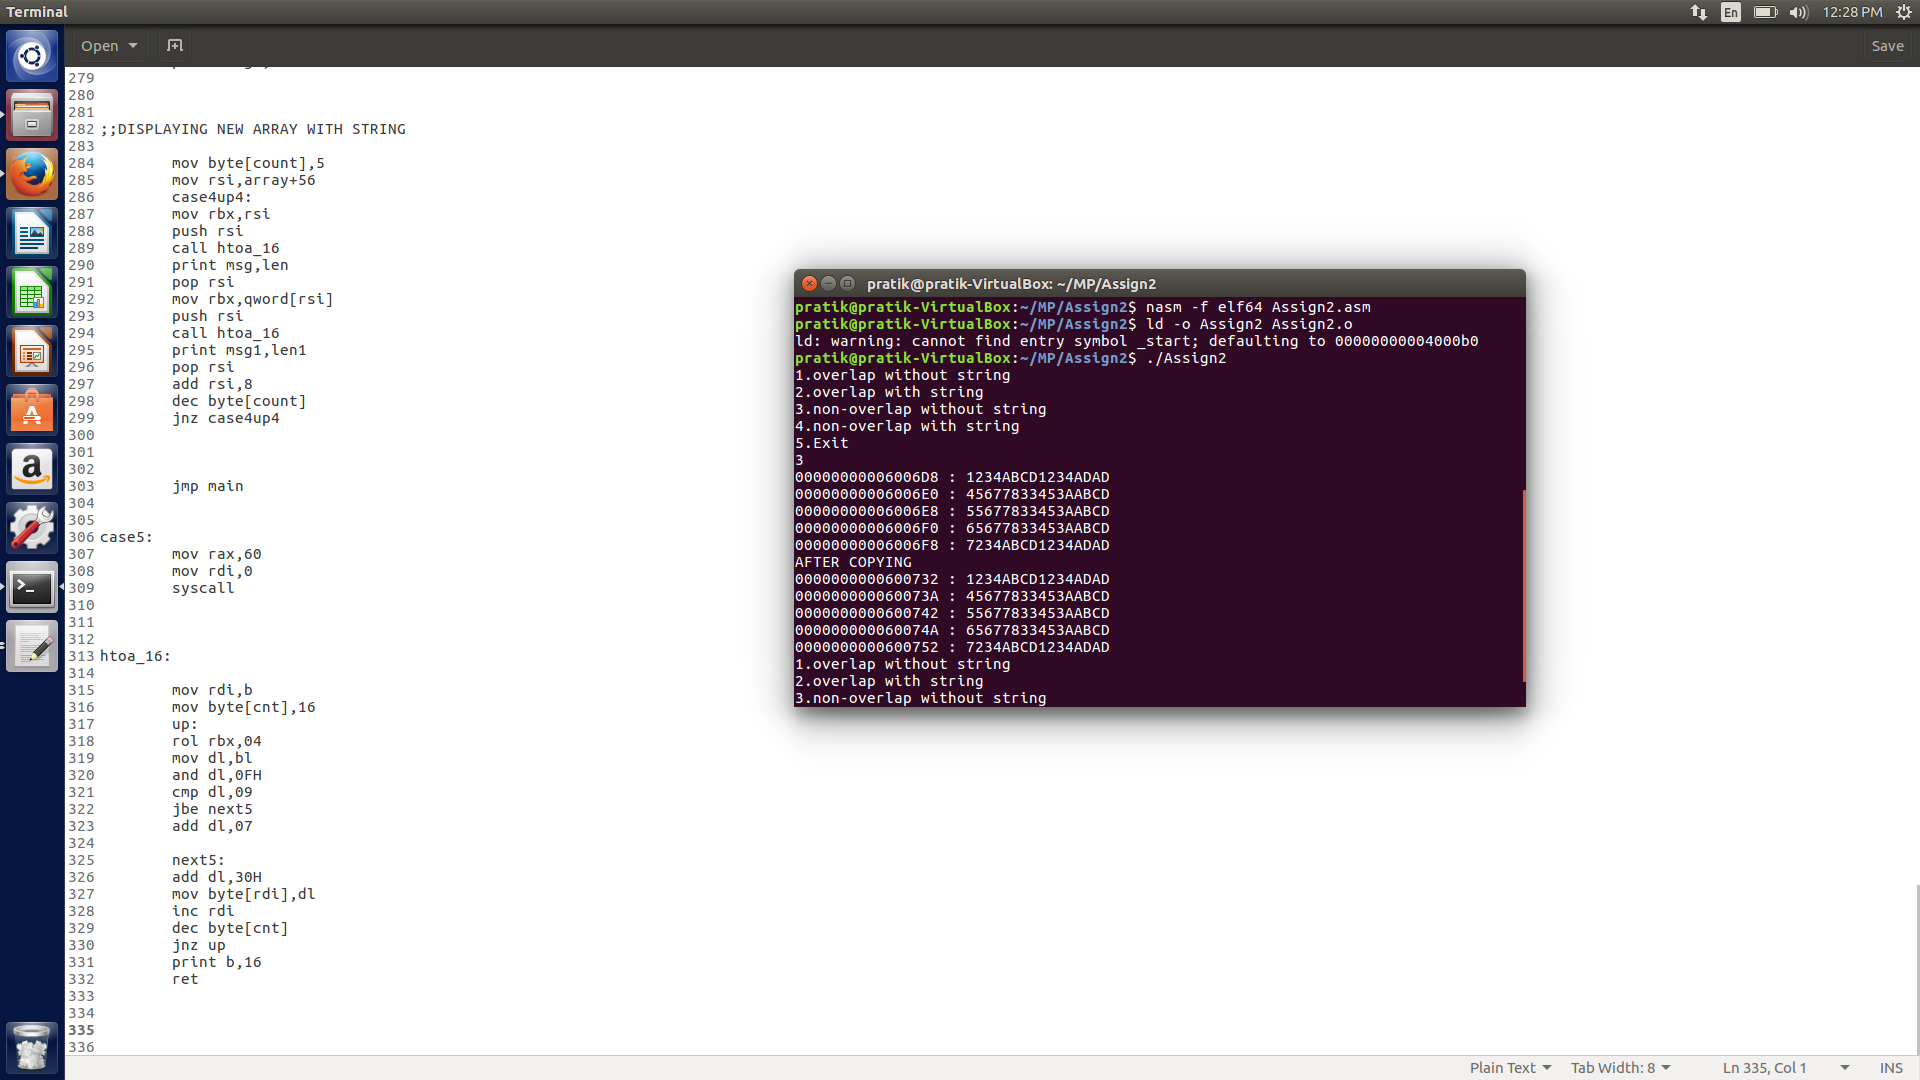 Terminal
En
12:28 PM
Open
Save
279
280
281
282 ;;DISPLAYING NEW ARRAY WITH STRING
283
284 mov byte[count],5
285 mov rsi,array+56
286 case4up4:
287 mov rbx,rsi
288 push rsi
289 call htoa_16
290 print msg,len
291 pop rsi
292 mov rbx,qword[rsi]
293 push rsi
294 call htoa_16
295 print msg1,len1
296 pop rsi
297 add rsi,8
298 dec byte[count]
299 jnz case4up4
300
301
302
303 jmp main
304
305
306 case5:
307 mov rax,60
308 mov rdi,0
309 syscall
310
311
312
313 htoa_16:
314
315 mov rdi,b
316 mov byte[cnt],16
317 up:
318 rol rbx,04
319 mov dl,bl
320 and dl,0FH
321 cmp dl,09
322 jbe next5
323 add dl,07
324
325 next5:
326 add dl,30H
327 mov byte[rdi],dl
328 inc rdi
329 dec byte[cnt]
330 jnz up
331 print b,16
332 ret
333
334
335
336
pratik@pratik-VirtualBox: ~/MP/Assign2
pratik@pratik-VirtualBox:~/MP/Assign2$ nasm -f elf64 Assign2.asm
pratik@pratik-VirtualBox:~/MP/Assign2$ ld -o Assign2 Assign2.o
ld: warning: cannot find entry symbol _start; defaulting to 00000000004000b0
pratik@pratik-VirtualBox:~/MP/Assign2$ ./Assign2
1.overlap without string
2.overlap with string
3.non-overlap without string
4.non-overlap with string
5.Exit
3
00000000006006D8 : 1234ABCD1234ADAD
00000000006006E0 : 45677833453AABCD
00000000006006E8 : 55677833453AABCD
00000000006006F0 : 65677833453AABCD
00000000006006F8 : 7234ABCD1234ADAD
AFTER COPYING
0000000000600732 : 1234ABCD1234ADAD
000000000060073A : 45677833453AABCD
0000000000600742 : 55677833453AABCD
000000000060074A : 65677833453AABCD
0000000000600752 : 7234ABCD1234ADAD
1.overlap without string
2.overlap with string
3.non-overlap without string
Plain Text
Tab Width: 8
Ln 335, Col 1
INS